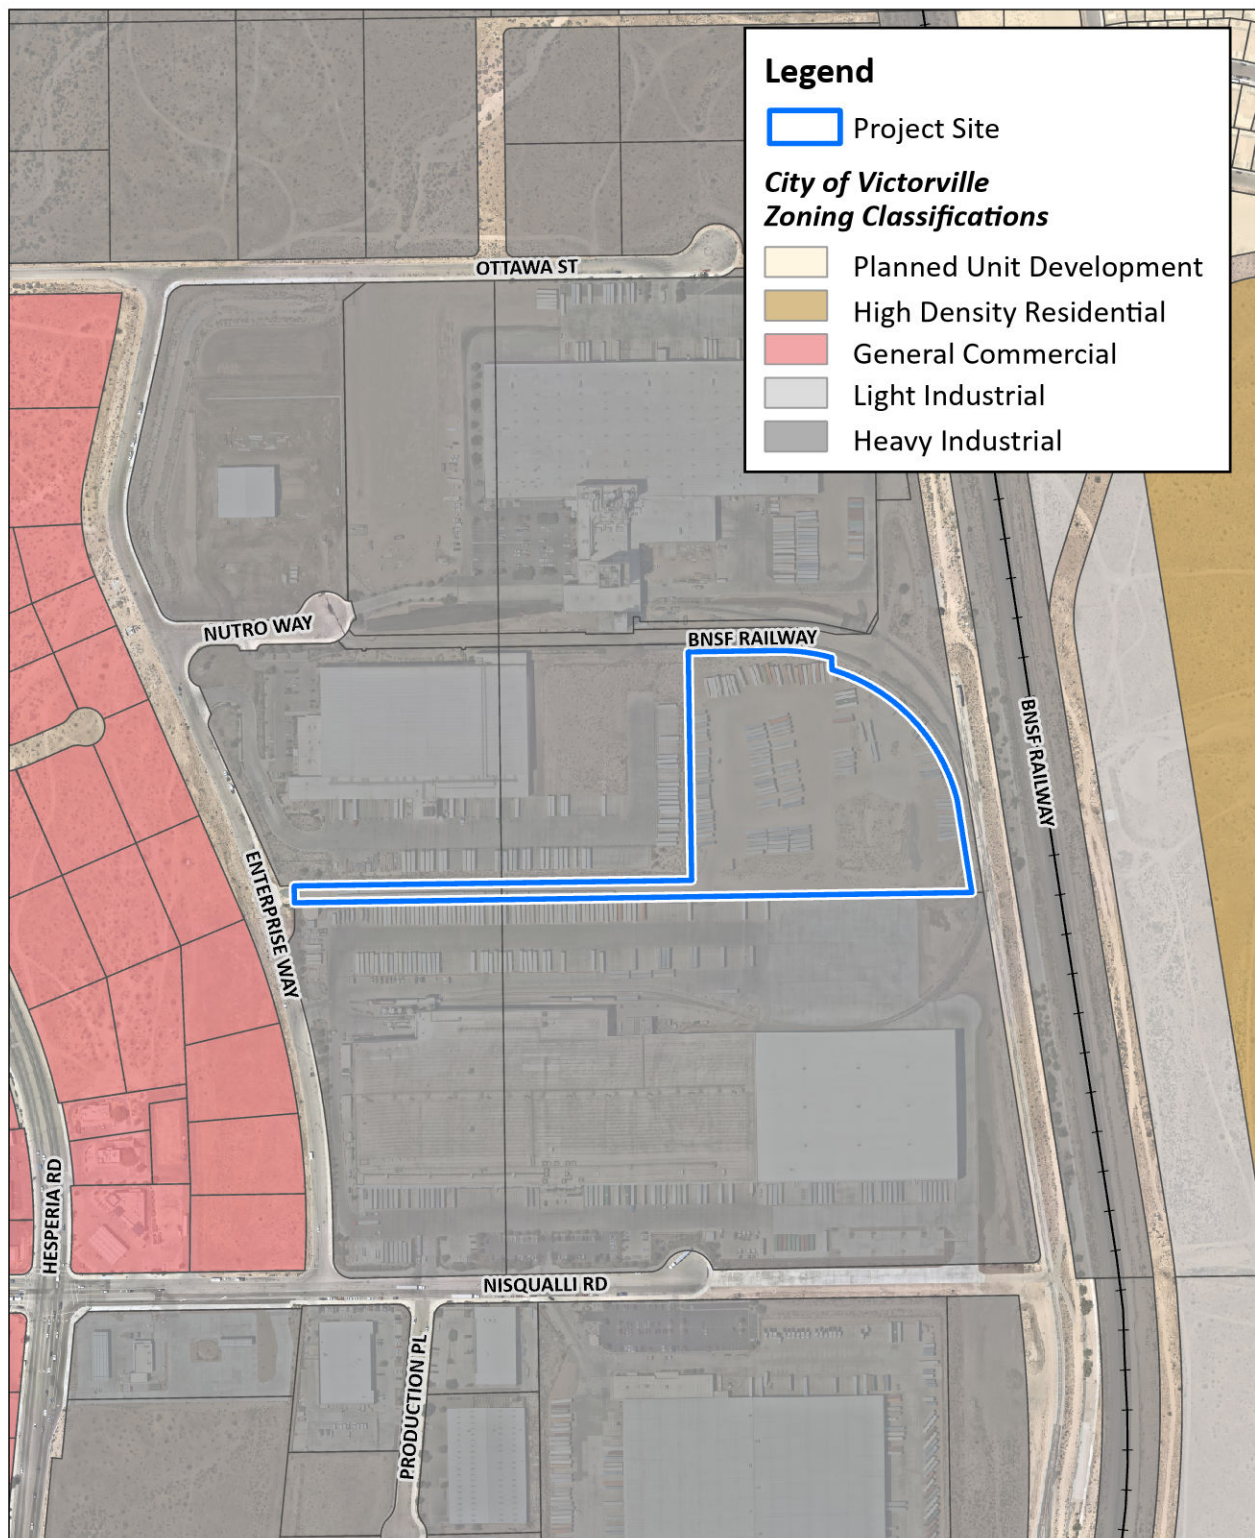 Legend
Project Site
City of Victorville
Zoning Classifications
Planned Unit Development
High Density Residential
General Commercial
Light Industrial
Heavy Industrial
OTTAWA ST
NUTRO WAY
BNSF RAILWAY
BNSF RAILWAY
ENTERPRISE WAY
HESPERIA RD
NISQUALLI RD
PRODUCTION PL